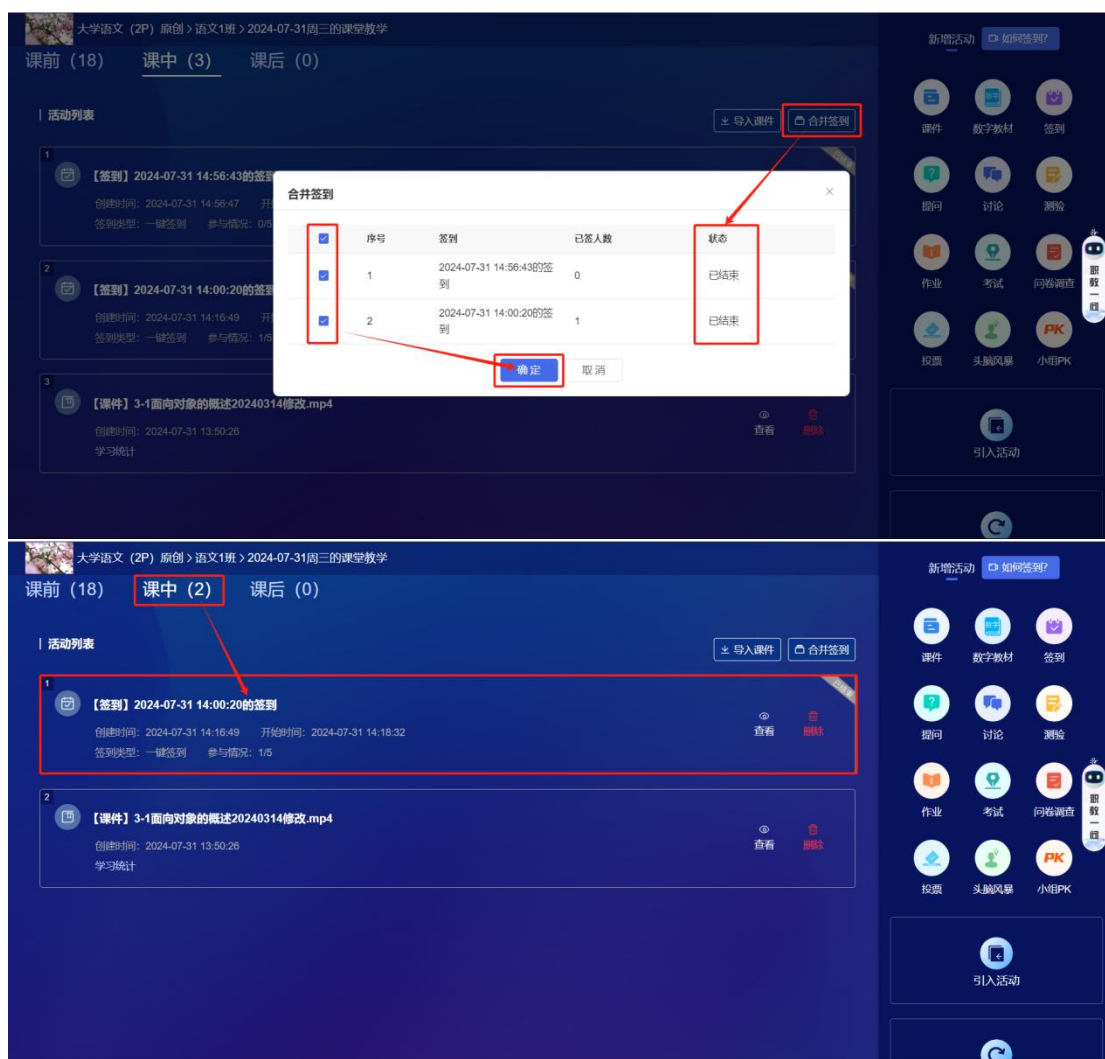 大学语文（2P）原创 > 语文1班 > 2024-07-31周三的课堂教学
课前（18） 课中（3） 课后（0）
新增活动 如何签到?
活动列表
导入课件 合并签到
课件 数字教材 签到
1
【签到】2024-07-31 14:56:43的签到
创建时间：2024-07-31 14:56:47
签到类型：一键签到 参与情况：0/5
合并签到
序号 签到 已签人数 状态
1 2024-07-31 14:56:43的签到 0 已结束
2 2024-07-31 14:00:20的签到 1 已结束
确定 取消
提问 讨论 测验
2
【签到】2024-07-31 14:00:20的签到
创建时间：2024-07-31 14:16:49
签到类型：一键签到 参与情况：1/5
作业 考试 问卷调查
职教一问
投票 头脑风暴 小组PK
3
【课件】3-1面向对象的概述20240314修改.mp4
创建时间：2024-07-31 13:50:26
学习统计
查看 删除
引入活动
大学语文（2P）原创 > 语文1班 > 2024-07-31周三的课堂教学
课前（18） 课中（2） 课后（0）
新增活动 如何签到?
活动列表
导入课件 合并签到
课件 数字教材 签到
1
【签到】2024-07-31 14:00:20的签到
创建时间：2024-07-31 14:16:49 开始时间：2024-07-31 14:18:32
签到类型：一键签到 参与情况：1/5
查看 删除
已结束
提问 讨论 测验
2
【课件】3-1面向对象的概述20240314修改.mp4
创建时间：2024-07-31 13:50:26
学习统计
查看 删除
作业 考试 问卷调查
职教一问
投票 头脑风暴 小组PK
引入活动